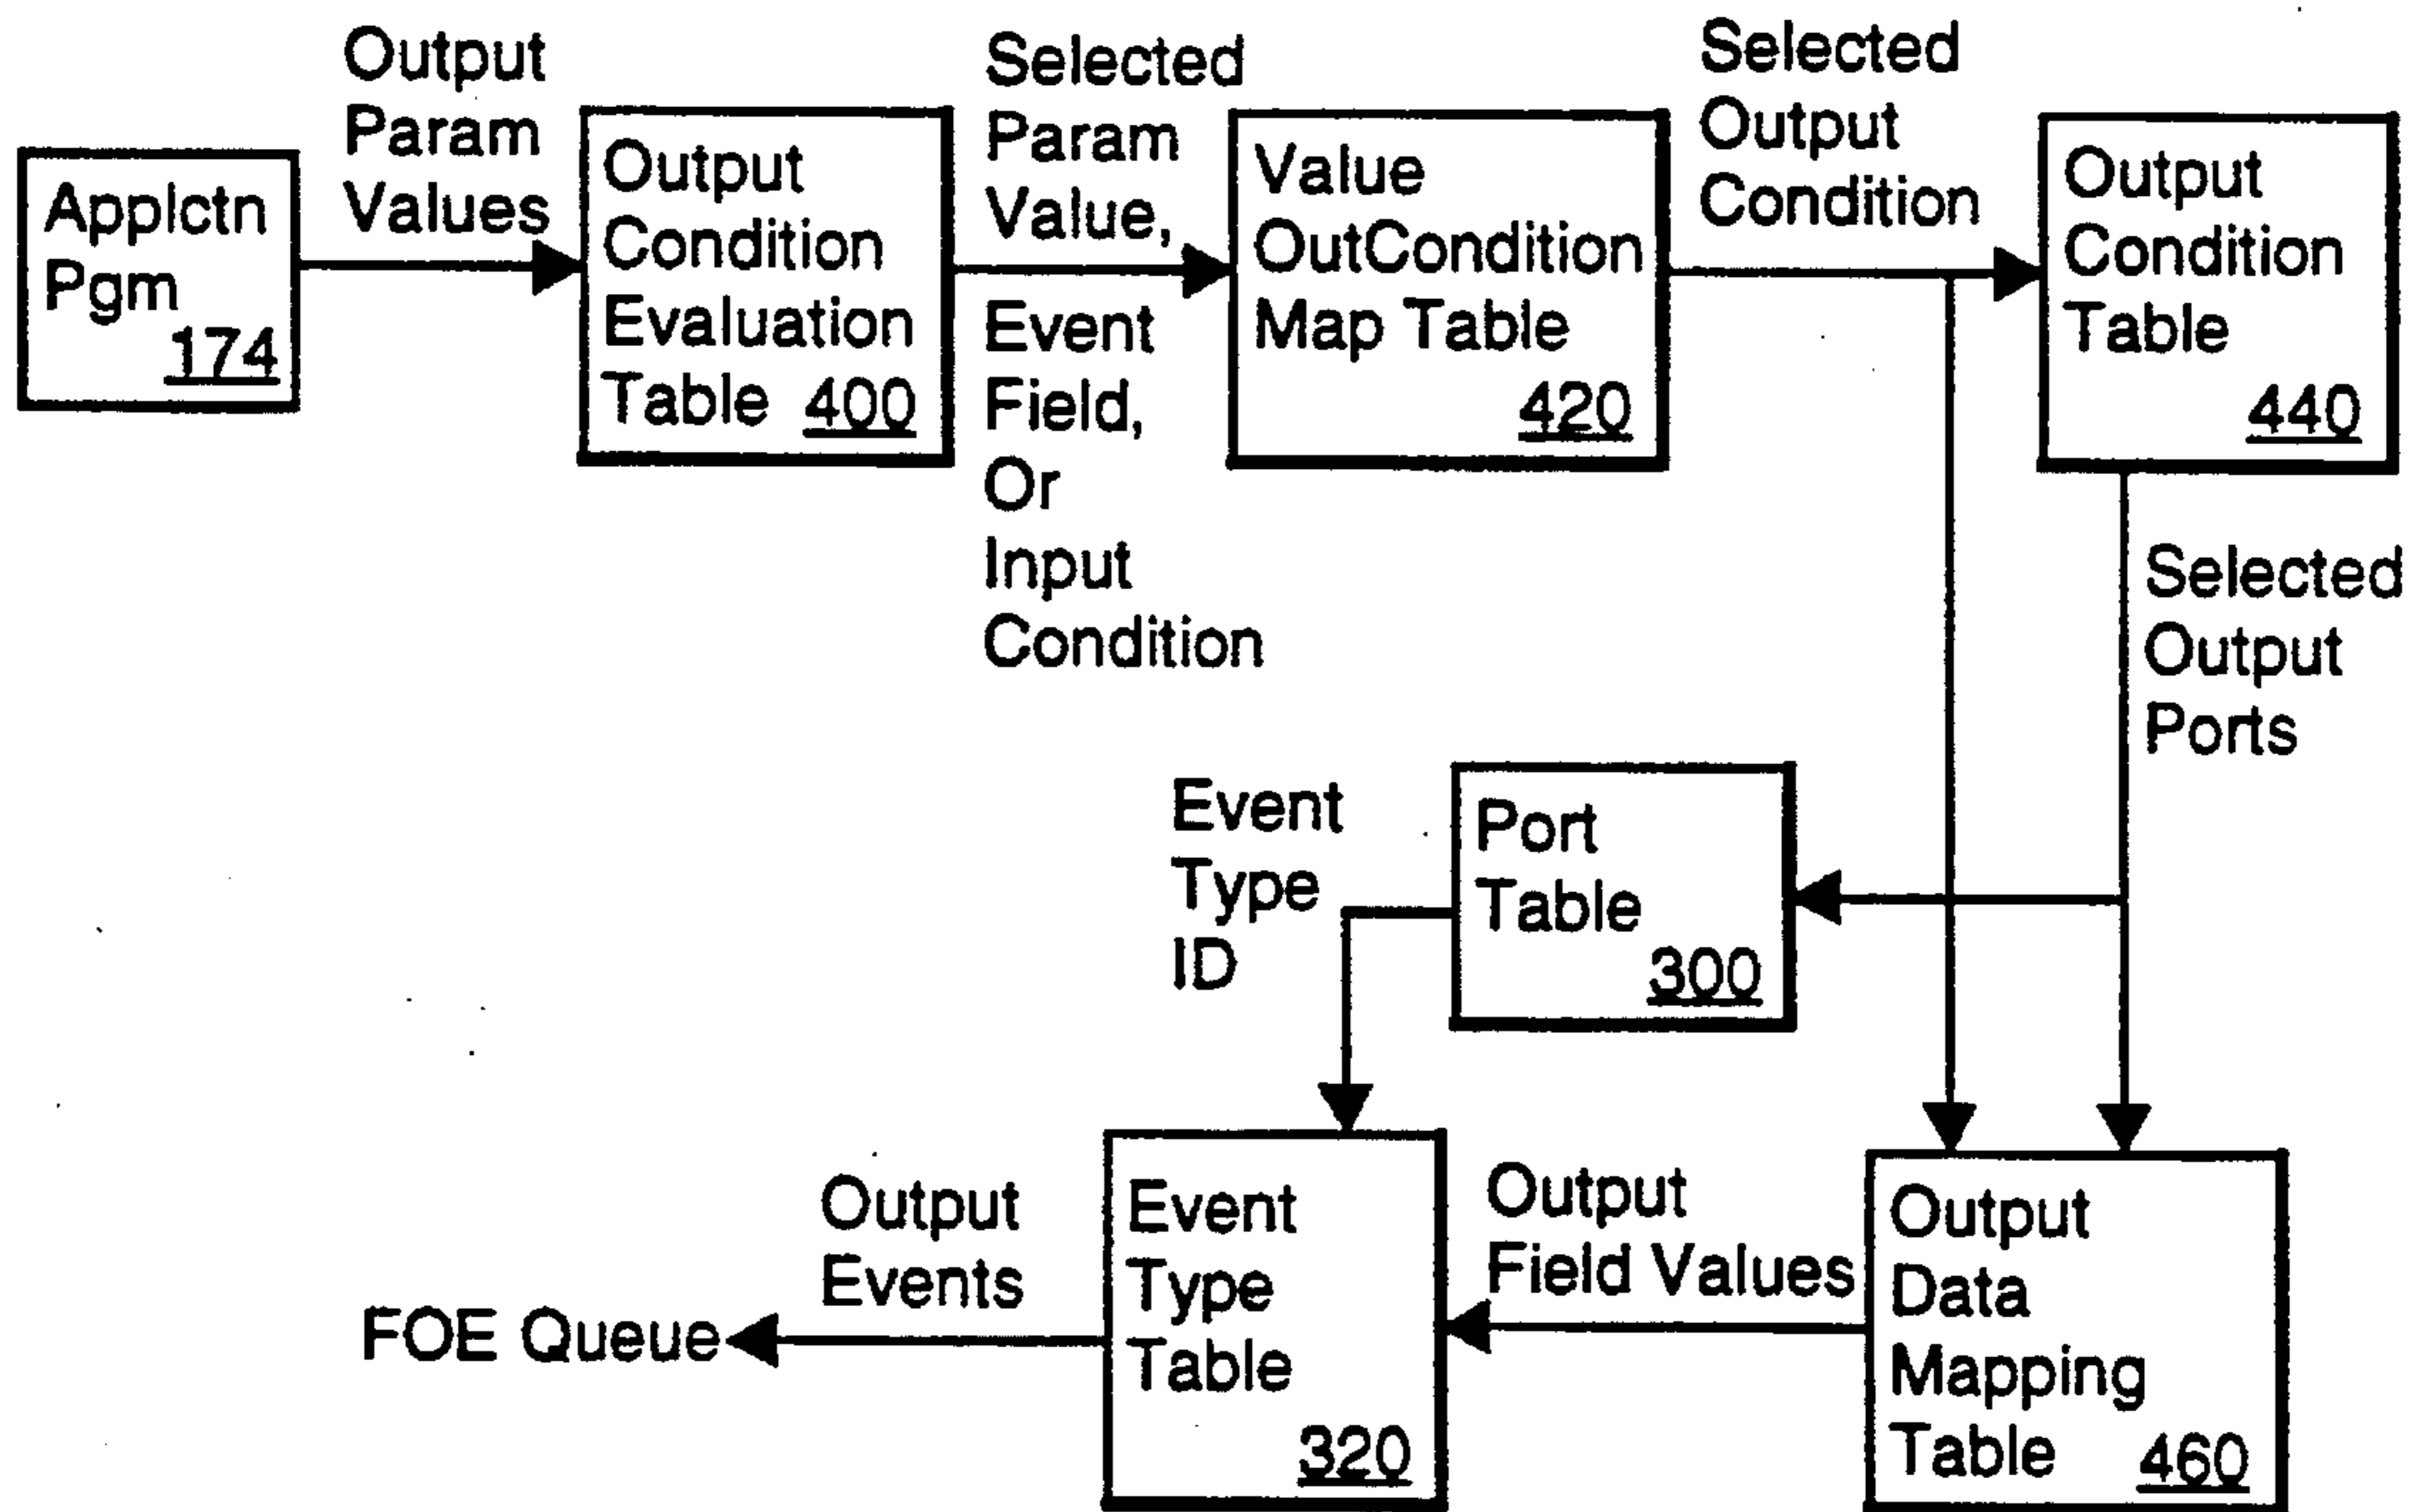 Applctn
Pgm
174
Output
Param
Values
Output
Condition
Evaluation
Table 400
Selected
Param
Value,
Event
Field,
Or
Input
Condition
Value
OutCondition
Map Table
420
Selected
Output
Condition
Output
Condition
Table
440
Selected
Output
Ports
Port
Table
300
Event
Type
ID
Output
Data
Mapping
Table 460
Output
Field Values
Event
Type
Table
320
Output
Events
FOE Queue